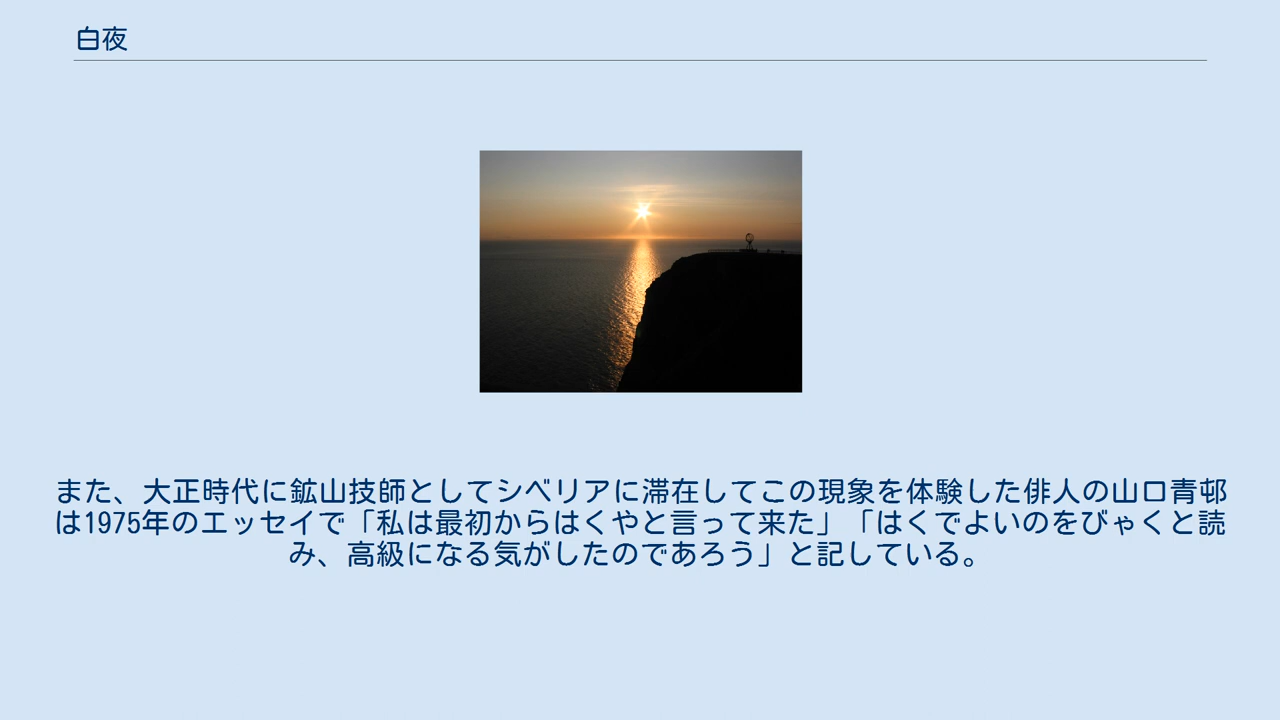 白夜
また、大正時代に鉱山技師としてシベリアに滞在してこの現象を体験した俳人の山口青邨
は1975年のエッセイで「私は最初からはくやと言って来た」「はくでよいのをびゃくと読
み、高級になる気がしたのであろう」と記している。